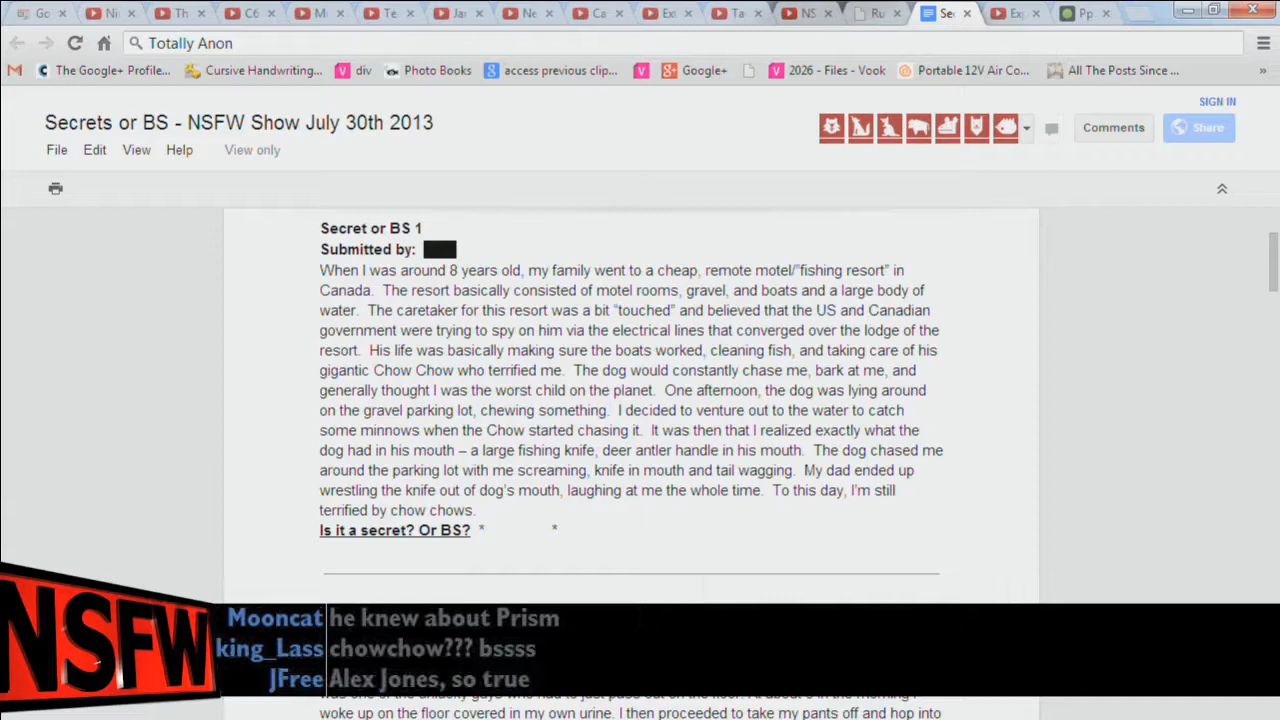 Go
Nir
Th
C6
Te
Jar
Ne
Ca
Ext
Ta
NS
Ru
Se
Ex
Pp
Totally Anon
The Google+ Profile...
Cursive Handwriting...
div
Photo Books
access previous clip...
Google+
2026 - Files - Vook
Portable 12V Air Co...
All The Posts Since ...
»
SIGN IN
Secrets or BS - NSFW Show July 30th 2013
File Edit View Help View only
Comments
Share
Secret or BS 1
Submitted by:
When I was around 8 years old, my family went to a cheap, remote motel/"fishing resort" in
Canada. The resort basically consisted of motel rooms, gravel, and boats and a large body of
water. The caretaker for this resort was a bit "touched" and believed that the US and Canadian
government were trying to spy on him via the electrical lines that converged over the lodge of the
resort. His life was basically making sure the boats worked, cleaning fish, and taking care of his
gigantic Chow Chow who terrified me. The dog would constantly chase me, bark at me, and
generally thought I was the worst child on the planet. One afternoon, the dog was lying around
on the gravel parking lot, chewing something. I decided to venture out to the water to catch
some minnows when the Chow started chasing it. It was then that I realized exactly what the
dog had in his mouth – a large fishing knife, deer antler handle in his mouth. The dog chased me
around the parking lot with me screaming, knife in mouth and tail wagging. My dad ended up
wrestling the knife out of dog's mouth, laughing at me the whole time. To this day, I'm still
terrified by chow chows.
Is it a secret? Or BS? * *
NSFW
Mooncat he knew about Prism
king_Lass chowchow??? bssss
JFree Alex Jones, so true
woke up on the floor covered in my own urine. I then proceeded to take my pants off and hop into